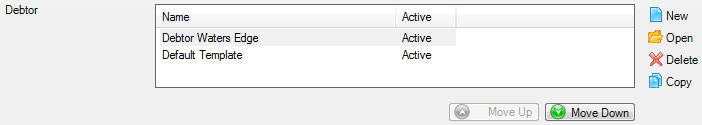 Debtor
Name Active
Debtor Waters Edge Active
Default Template Active
New
Open
Delete
Copy
Move Up Move Down